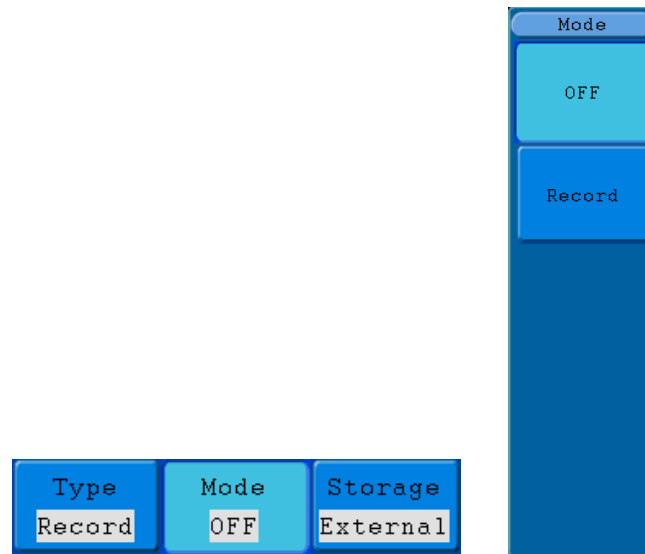 Mode
OFF
Record
Type Mode Storage
Record OFF External